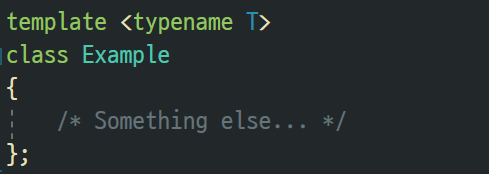 template <typename T>
class Example
{
    /* Something else... */
};